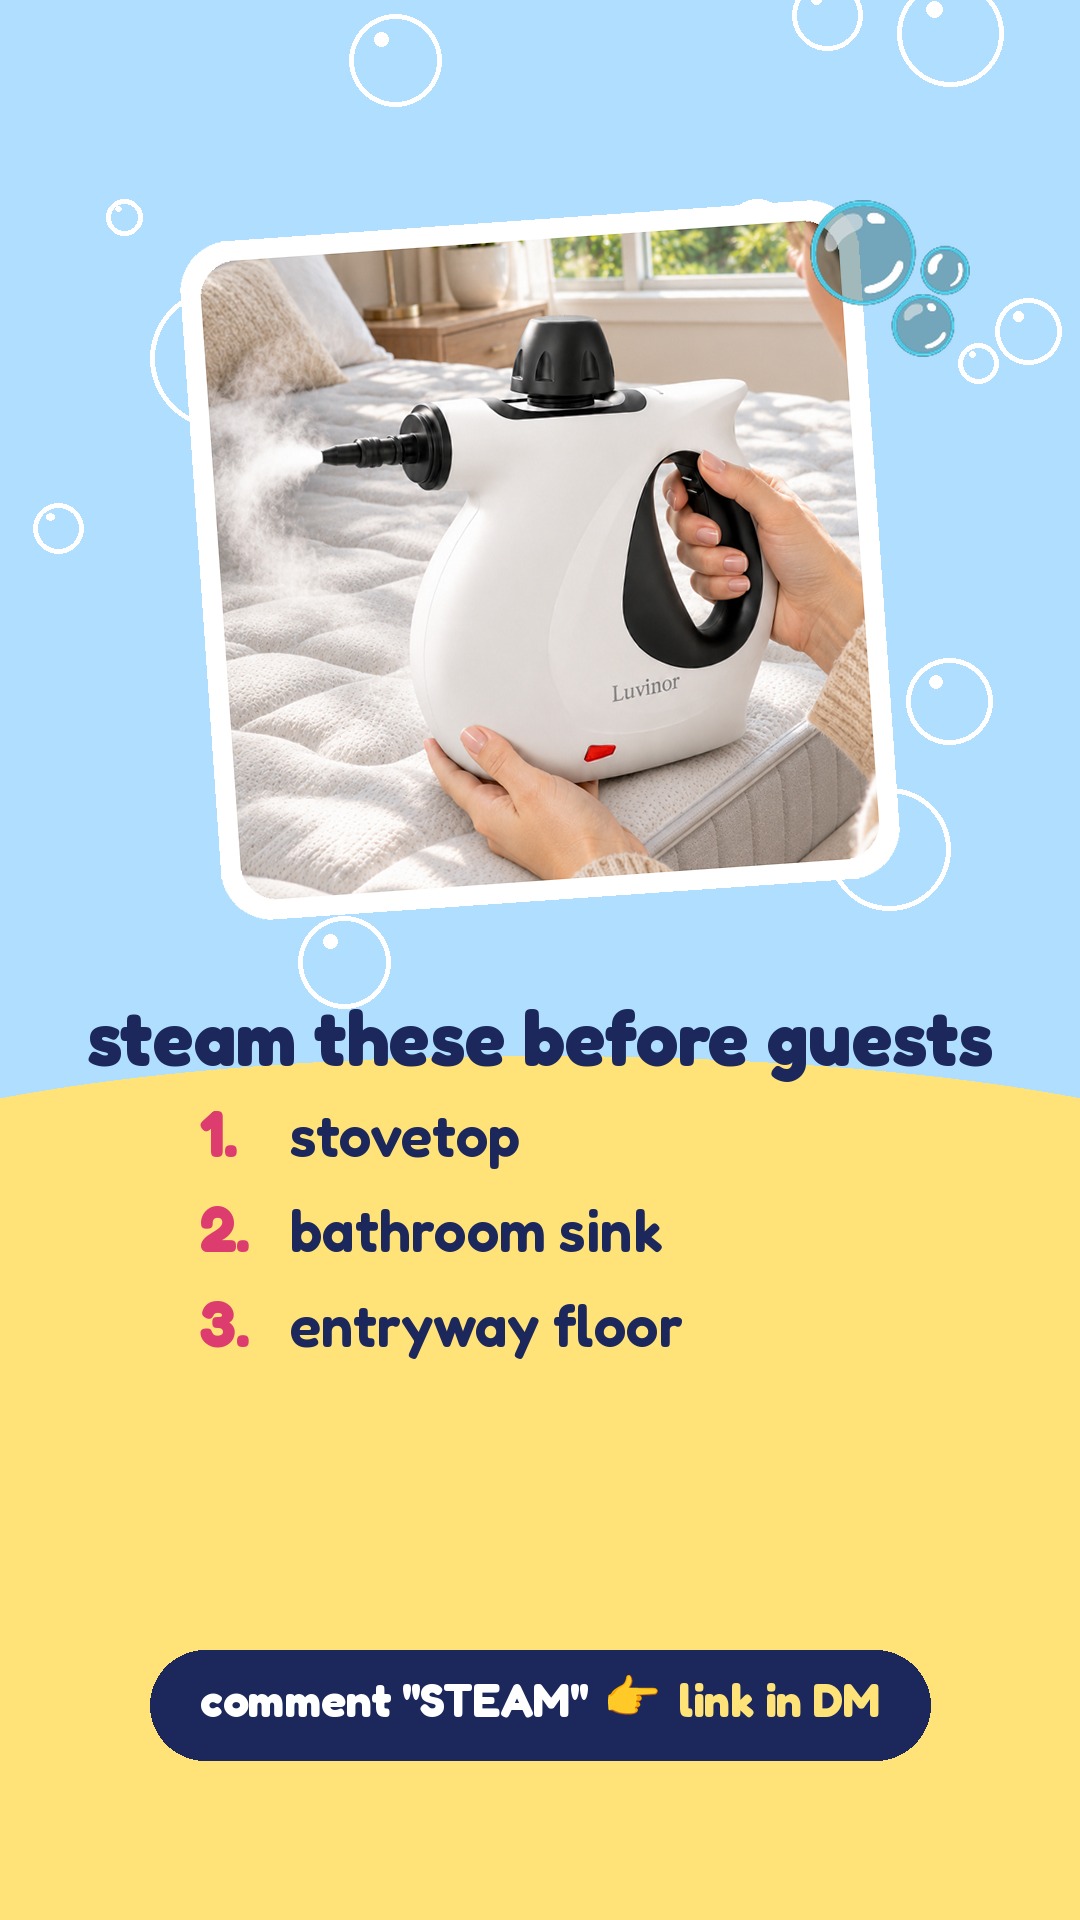 Luvinor
steam these before guests
1. stovetop
2. bathroom sink
3. entryway floor
comment "STEAM" 👉 link in DM